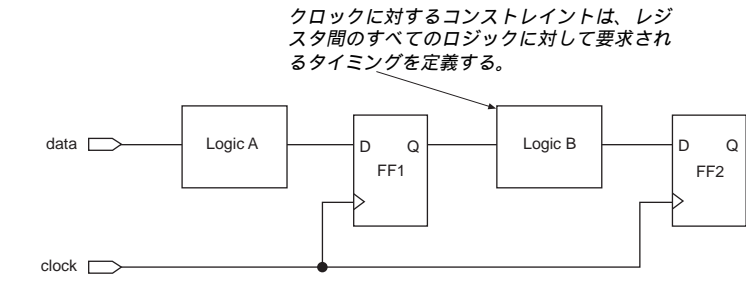 クロックに対するコンストレイントは、レジ
スタ間のすべてのロジックに対して要求され
るタイミングを定義する。
data
Logic A
D
Q
FF1
Logic B
D
Q
FF2
clock